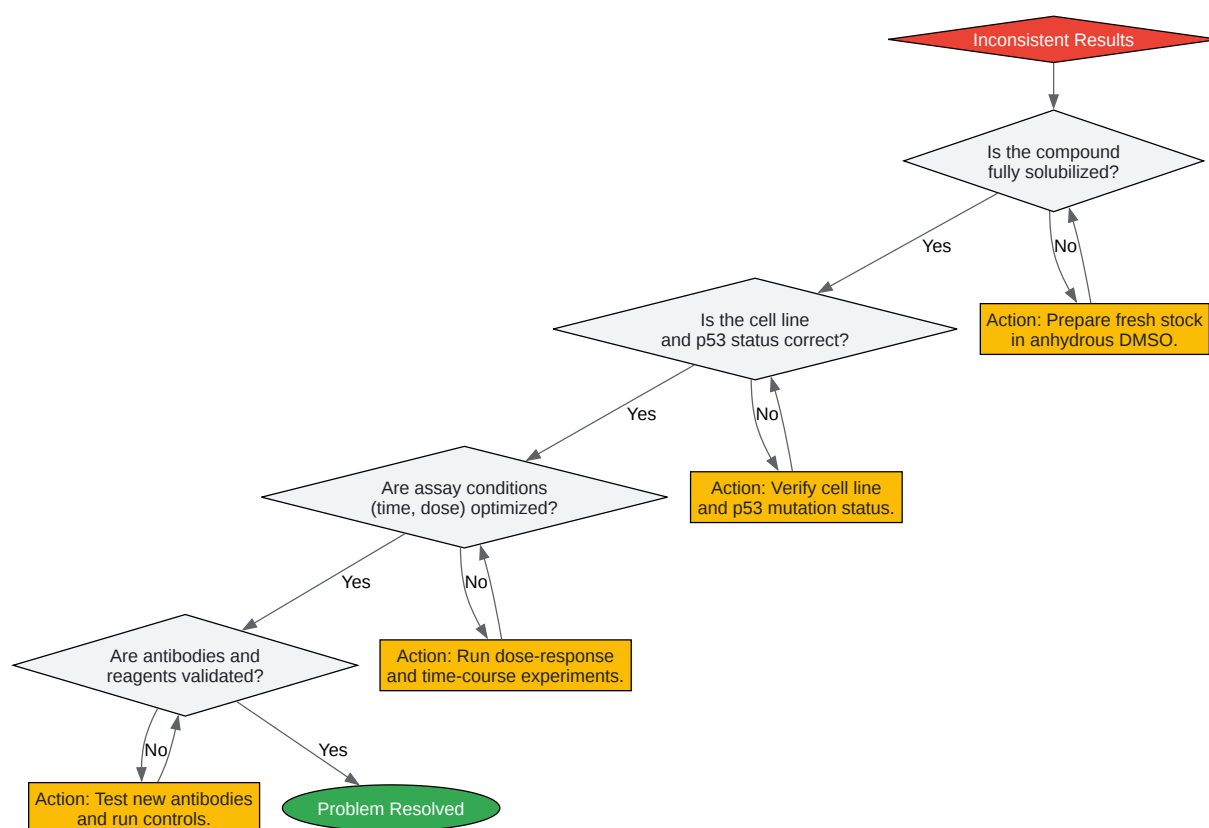 Inconsistent Results
Is the compound
fully solubilized?
Yes
No
Action: Prepare fresh stock
in anhydrous DMSO.
Is the cell line
and p53 status correct?
Yes
No
Action: Verify cell line
and p53 mutation status.
Are assay conditions
(time, dose) optimized?
Yes
No
Action: Run dose-response
and time-course experiments.
Are antibodies and
reagents validated?
No
Yes
Action: Test new antibodies
and run controls.
Problem Resolved